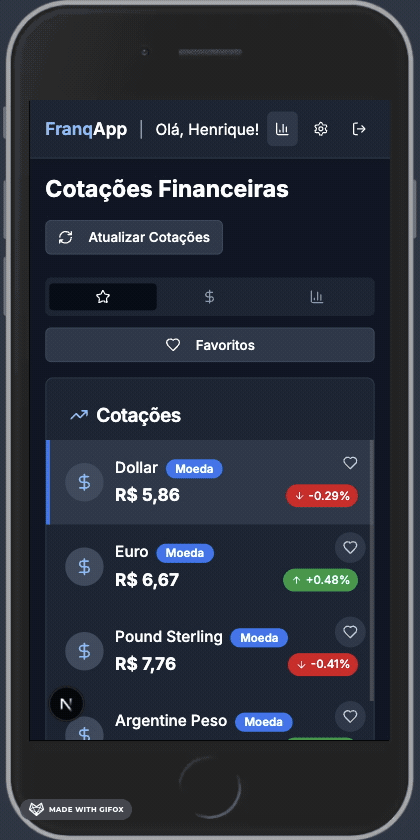 FranqApp | Olá, Henrique!
Cotações Financeiras
Atualizar Cotações
$
Favoritos
Cotações
$ Dollar Moeda
R$ 5,86 ↓ -0.29%
$ Euro Moeda
R$ 6,67 ↑ +0.48%
$ Pound Sterling Moeda
R$ 7,76 ↓ -0.41%
N
$ Argentine Peso Moeda
MADE WITH GIFOX